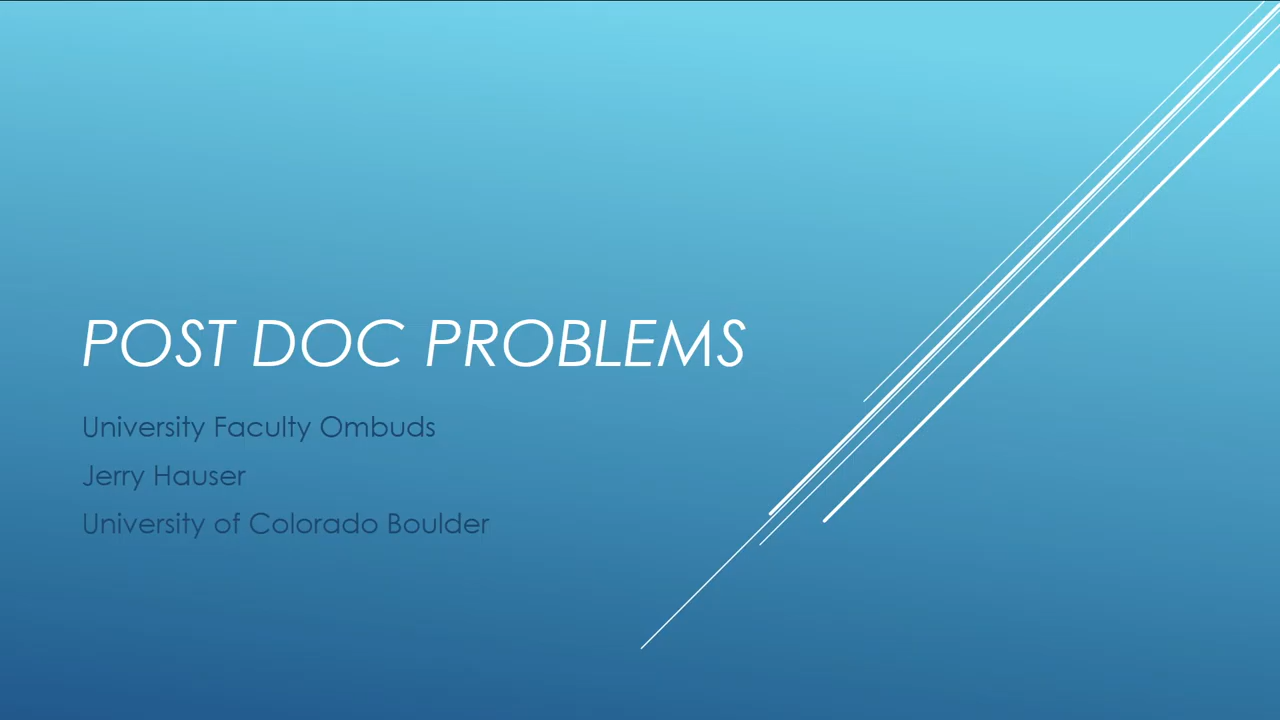 POST DOC PROBLEMS
University Faculty Ombuds
Jerry Hauser
University of Colorado Boulder